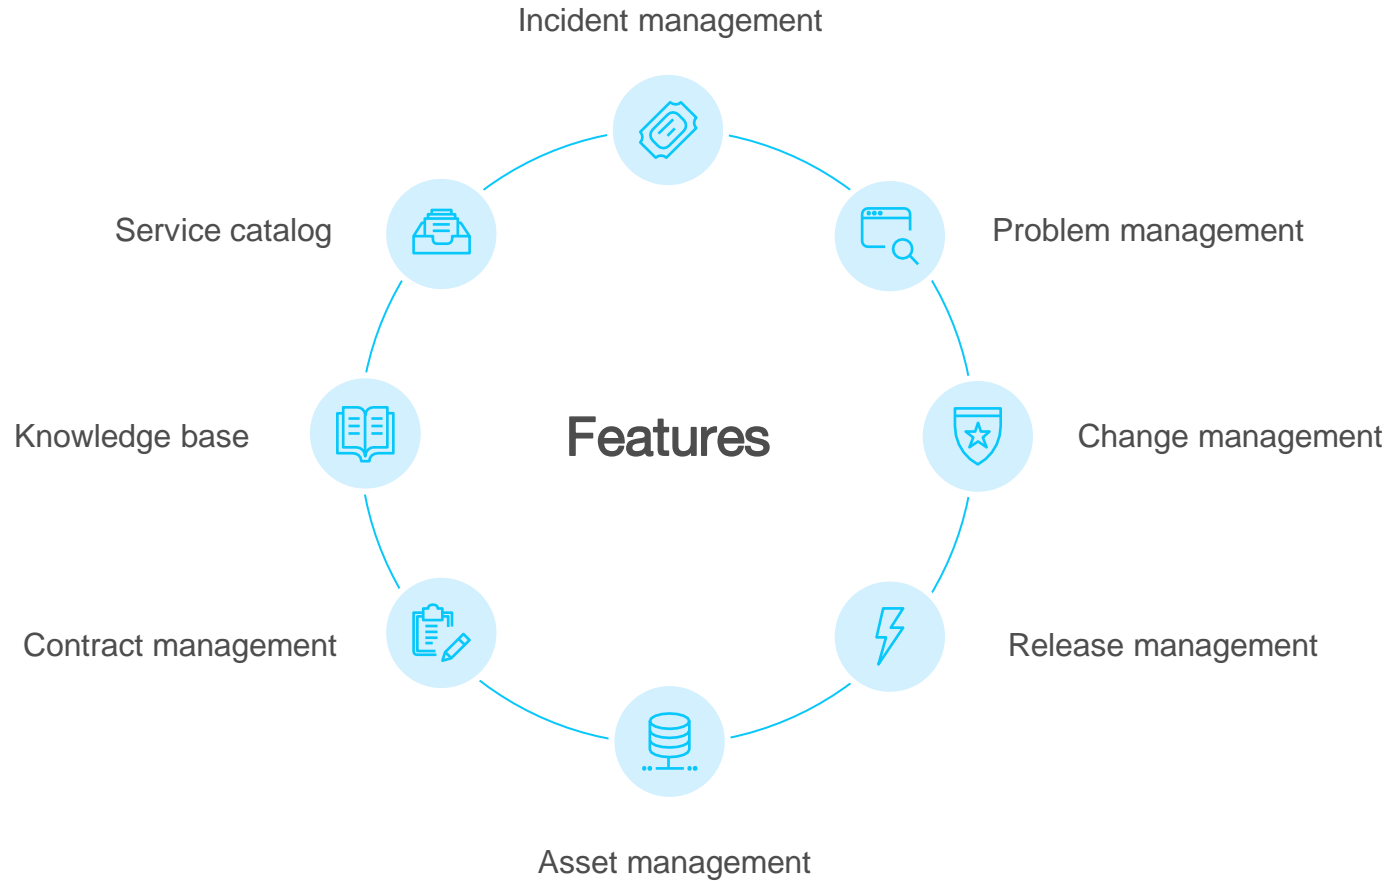 Incident management
Service catalog
Problem management
Knowledge base
Features
Change management
Contract management
Release management
Asset management